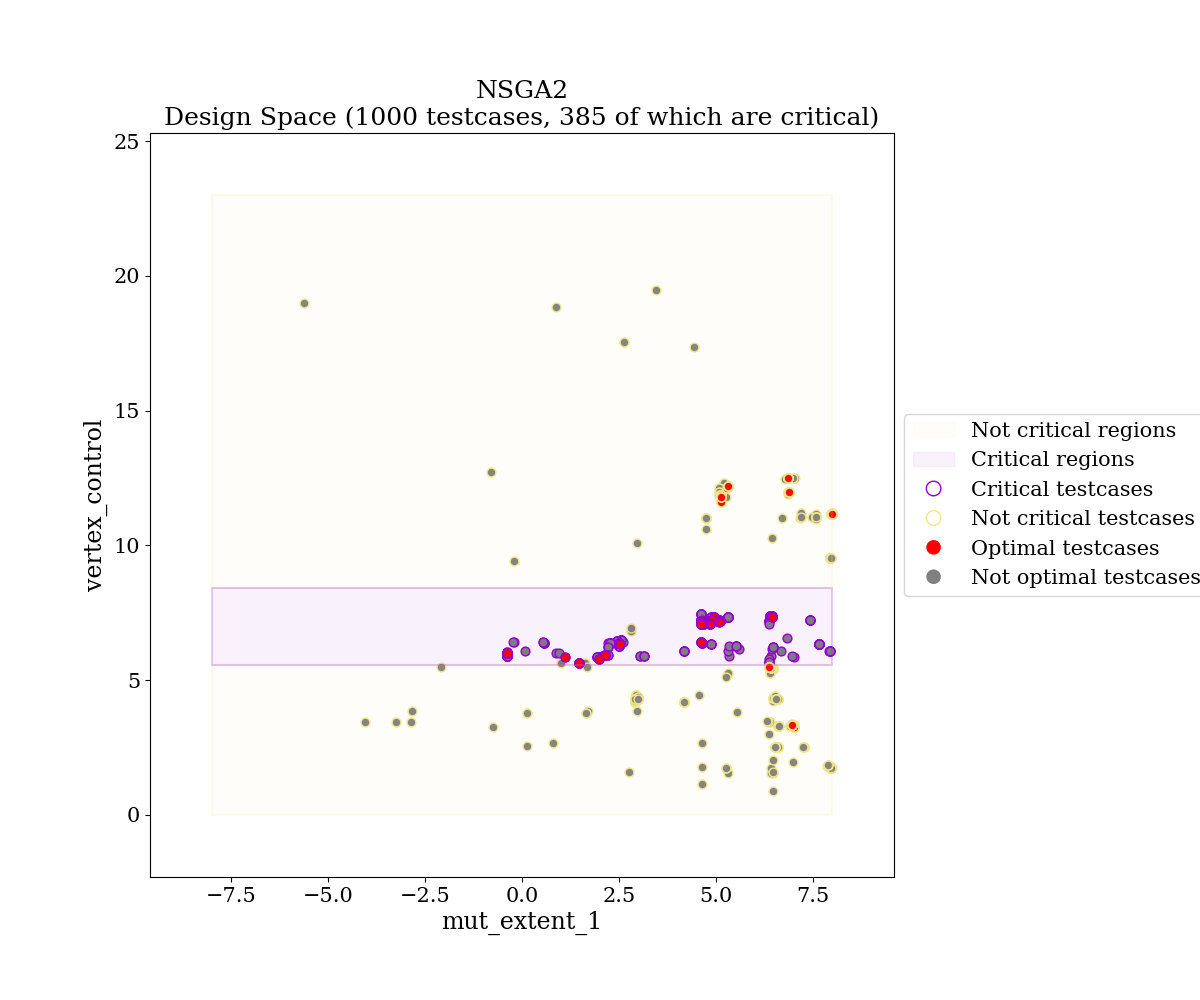 NSGA2
Design Space (1000 testcases, 385 of which are critical)
25
20
15
10
5
0
vertex_control
−7.5
−5.0
−2.5
0.0
2.5
5.0
7.5
mut_extent_1
Not critical regions
Critical regions
Critical testcases
Not critical testcases
Optimal testcases
Not optimal testcases